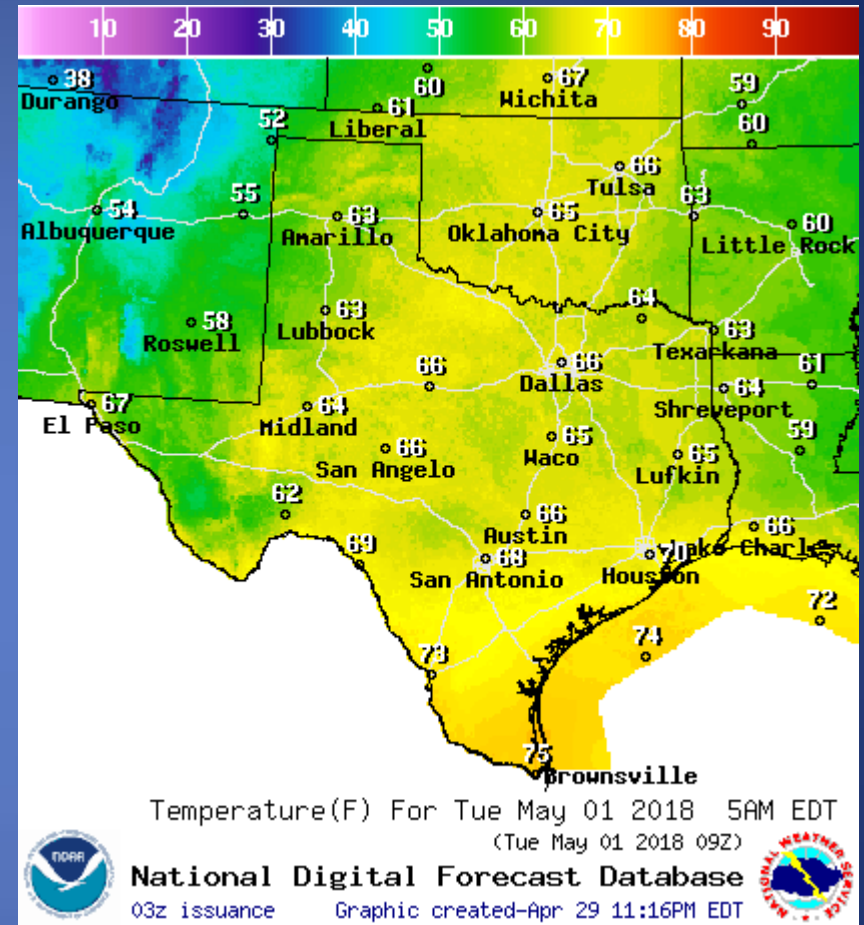 10 20 30 40 50 60 70 80 90
38
Durango
60
67
Wichita
59
61
Liberal
52
60
66
Tulsa
54
Albuquerque
55
63
Amarillo
65
Oklahoma City
63
60
Little Rock
58
Roswell
63
Lubbock
64
63
Texarkana
66
66
Dallas
61
67
El Paso
64
Midland
64
Shreveport
66
San Angelo
65
Waco
65
Lufkin
59
62
66
Austin
66
Lake Charles
69
68
San Antonio
70
Houston
72
74
73
75
Brownsville
Temperature(F) For Tue May 01 2018 5AM EDT
(Tue May 01 2018 09Z)
National Digital Forecast Database
03z issuance Graphic created-Apr 29 11:16PM EDT
NOAA
NATIONAL WEATHER SERVICE